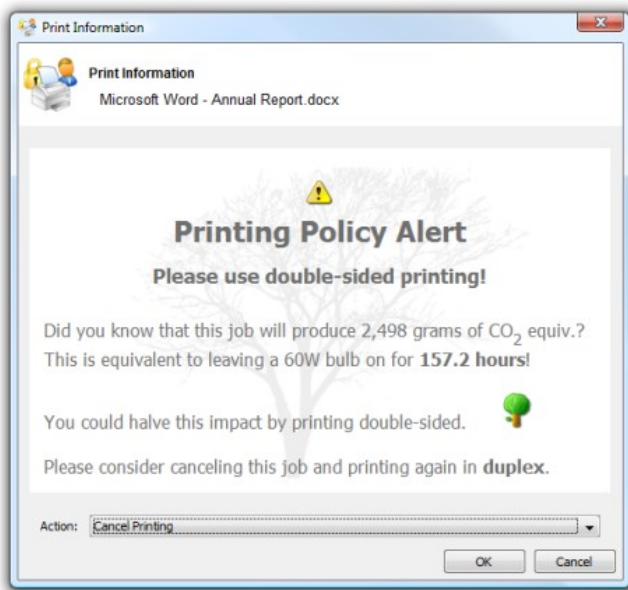 Print Information
Print Information
Microsoft Word - Annual Report.docx
Printing Policy Alert
Please use double-sided printing!
Did you know that this job will produce 2,498 grams of CO₂ equiv.?
This is equivalent to leaving a 60W bulb on for 157.2 hours!
You could halve this impact by printing double-sided.
Please consider canceling this job and printing again in duplex.
Action: Cancel Printing
OK Cancel